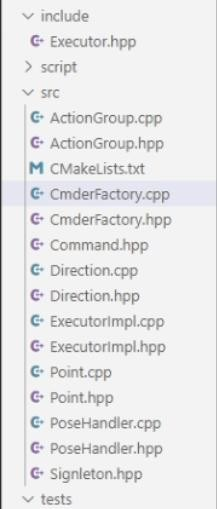 include
Executor.hpp
script
src
ActionGroup.cpp
ActionGroup.hpp
CMakeLists.txt
CmderFactory.cpp
CmderFactory.hpp
Command.hpp
Direction.cpp
Direction.hpp
ExecutorImpl.cpp
ExecutorImpl.hpp
Point.cpp
Point.hpp
PoseHandler.cpp
PoseHandler.hpp
Signleton.hpp
tests